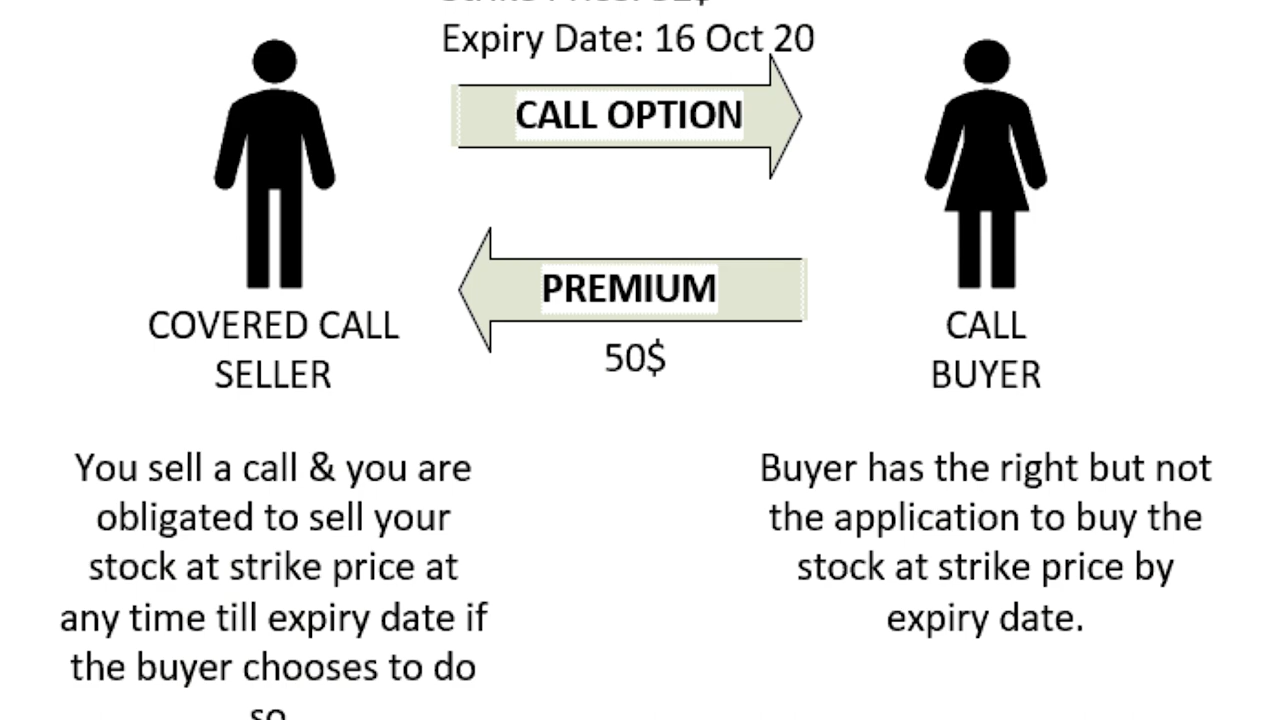 Expiry Date: 16 Oct 20
CALL OPTION
PREMIUM
50$
COVERED CALL
SELLER
CALL
BUYER
You sell a call & you are
obligated to sell your
stock at strike price at
any time till expiry date if
the buyer chooses to do
so
Buyer has the right but not
the application to buy the
stock at strike price by
expiry date.